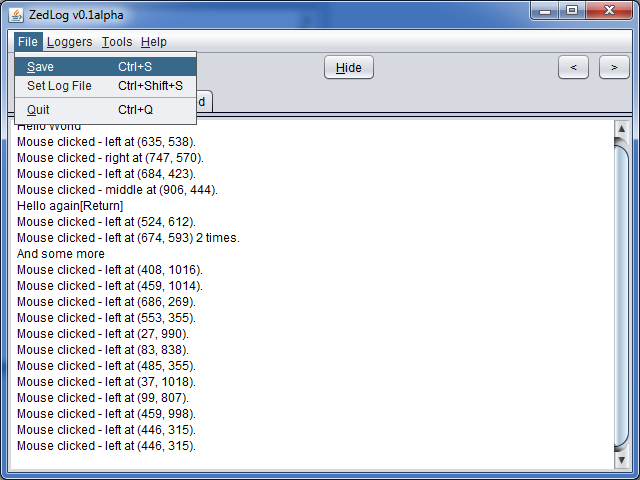 ZedLog v0.1alpha
File Loggers Tools Help
Save Ctrl+S
Set Log File Ctrl+Shift+S
Quit Ctrl+Q
Hide < >
Hello World
Mouse clicked - left at (635, 538).
Mouse clicked - right at (747, 570).
Mouse clicked - left at (684, 423).
Mouse clicked - middle at (906, 444).
Hello again[Return]
Mouse clicked - left at (524, 612).
Mouse clicked - left at (674, 593) 2 times.
And some more
Mouse clicked - left at (408, 1016).
Mouse clicked - left at (459, 1014).
Mouse clicked - left at (686, 269).
Mouse clicked - left at (553, 355).
Mouse clicked - left at (27, 990).
Mouse clicked - left at (83, 838).
Mouse clicked - left at (485, 355).
Mouse clicked - left at (37, 1018).
Mouse clicked - left at (99, 807).
Mouse clicked - left at (459, 998).
Mouse clicked - left at (446, 315).
Mouse clicked - left at (446, 315).